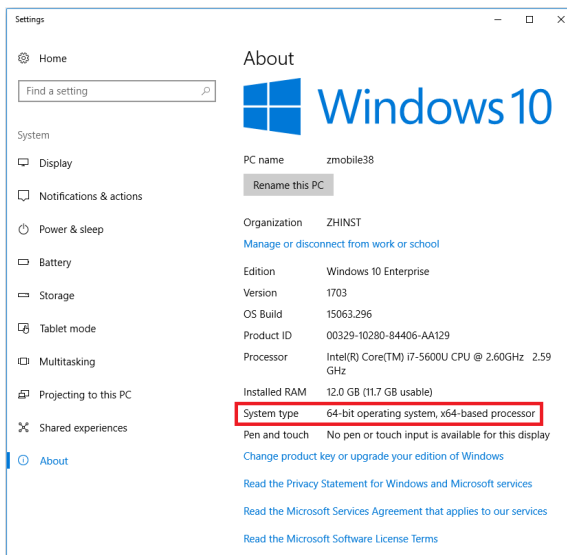 Settings
Home
Find a setting
System
Display
Notifications & actions
Power & sleep
Battery
Storage
Tablet mode
Multitasking
Projecting to this PC
Shared experiences
About
About
Windows 10
PC name zmobile38
Rename this PC
Organization ZHINST
Manage or disconnect from work or school
Edition Windows 10 Enterprise
Version 1703
OS Build 15063.296
Product ID 00329-10280-84406-AA129
Processor Intel(R) Core(TM) i7-5600U CPU @ 2.60GHz 2.59
GHz
Installed RAM 12.0 GB (11.7 GB usable)
System type 64-bit operating system, x64-based processor
Pen and touch No pen or touch input is available for this display
Change product key or upgrade your edition of Windows
Read the Privacy Statement for Windows and Microsoft services
Read the Microsoft Services Agreement that applies to our services
Read the Microsoft Software License Terms